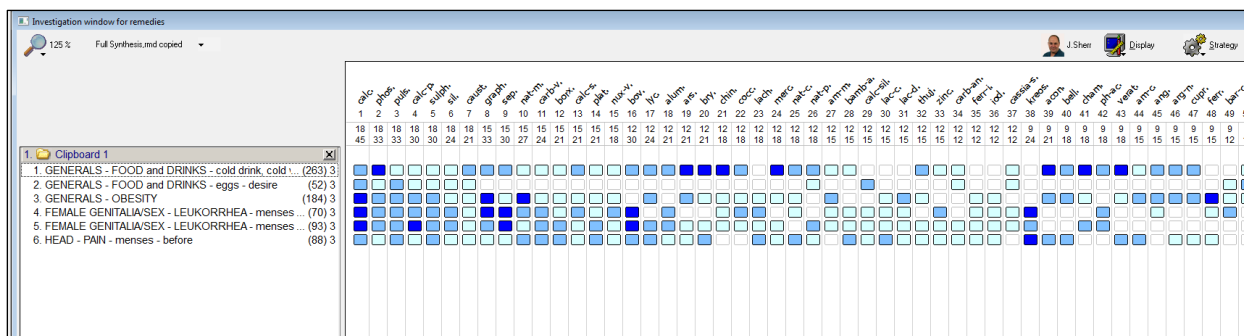 Investigation window for remedies
125 % Full Synthesis,md copied J.Sherr Display Strategy
calc. phos. puls. calc-p. sulph. sil. caust. graph. sep. nat-m. carb-v. borx. calc-s. plat. nux-v. bov. lyc. alum. ars. bry. chin. cocc. lach. merc. nat-c. nat-p. am-m. bamb-a. calc-sil. lac-c. lac-d. thuj. zinc. carb-an. ferr-i. iod. cassia-s. kreos. acon. bell. cham. ph-ac. verat. am-c. ang. arg-n. cupr. ferr. bar-c
1 2 3 4 5 6 7 8 9 10 11 12 13 14 15 16 17 18 19 20 21 22 23 24 25 26 27 28 29 30 31 32 33 34 35 36 37 38 39 40 41 42 43 44 45 46 47 48 49
18 18 18 18 18 18 18 15 15 15 15 15 15 15 15 12 12 12 12 12 12 12 12 12 12 12 12 12 12 12 12 12 12 12 12 12 12 9 9 9 9 9 9 9 9 9 9 9 9
45 33 33 30 30 24 21 33 30 27 24 24 21 21 18 30 24 21 21 21 21 18 18 18 18 18 15 15 15 15 15 15 15 12 12 12 12 24 18 18 18 18 18 15 15 15 15 15 12
1. Clipboard 1 X
1. GENERALS - FOOD and DRINKS - cold drink, cold ... (263) 3
2. GENERALS - FOOD and DRINKS - eggs - desire (52) 3
3. GENERALS - OBESITY (184) 3
4. FEMALE GENITALIA/SEX - LEUKORRHEA - menses ... (70) 3
5. FEMALE GENITALIA/SEX - LEUKORRHEA - menses ... (93) 3
6. HEAD - PAIN - menses - before (88) 3